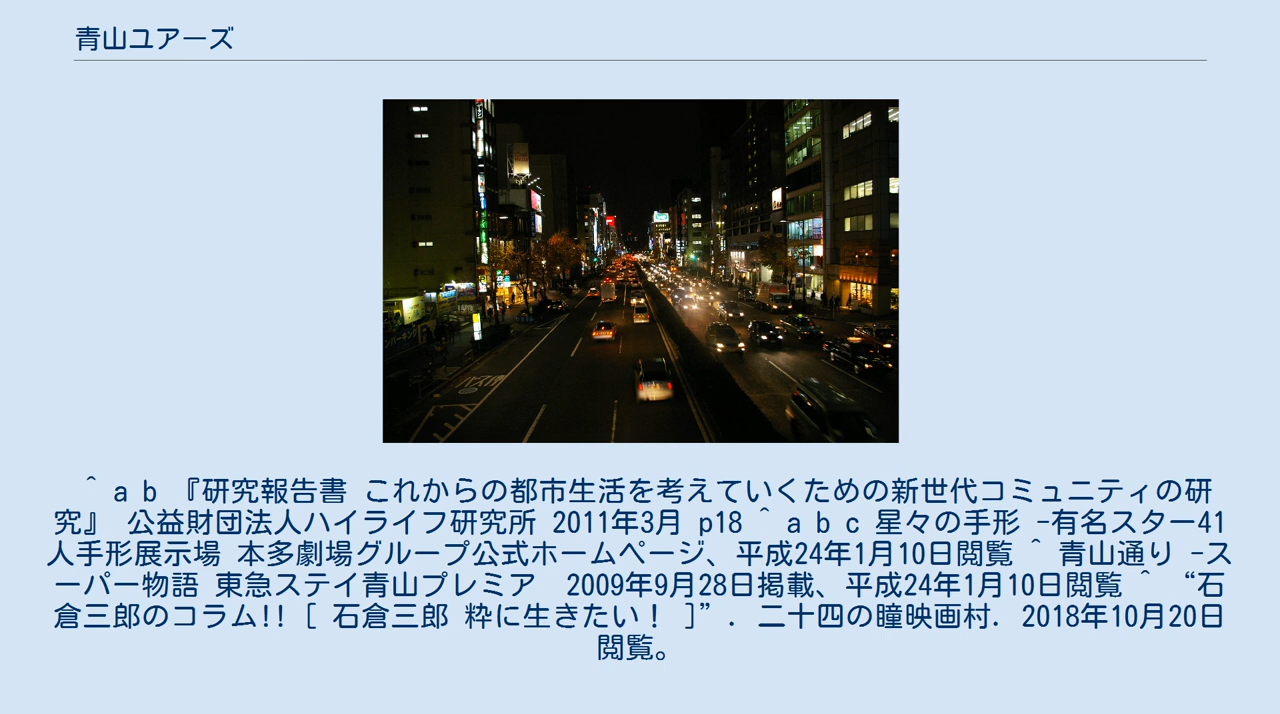 青山ユアーズ
^ a b 『研究報告書 これからの都市生活を考えていくための新世代コミュニティの研
究』 公益財団法人ハイライフ研究所 2011年3月 p18 ^ a b c 星々の手形 -有名スター41
人手形展示場 本多劇場グループ公式ホームページ、平成24年1月10日閲覧 ^ 青山通り -ス
ーパー物語 東急ステイ青山プレミア　2009年9月28日掲載、平成24年1月10日閲覧 ^ “石
倉三郎のコラム!! [ 石倉三郎 粋に生きたい！ ]”. 二十四の瞳映画村. 2018年10月20日
閲覧。